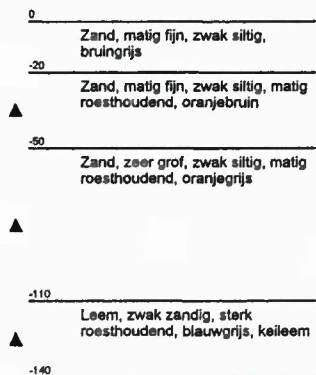 0
Zand, matig fijn, zwak siltig,
bruingrijs
-20
Zand, matig fijn, zwak siltig, matig
roesthoudend, oranjebruin
-50
Zand, zeer grof, zwak siltig, matig
roesthoudend, oranjegrijs
-110
Leem, zwak zandig, sterk
roesthoudend, blauwgrijs, keileem
-140